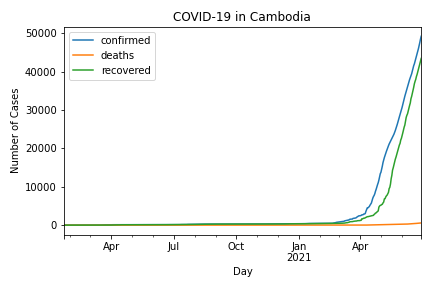 COVID-19 in Cambodia
confirmed
deaths
recovered
Number of Cases
50000
40000
30000
20000
10000
0
Apr
Jul
Oct
Jan
2021
Apr
Day